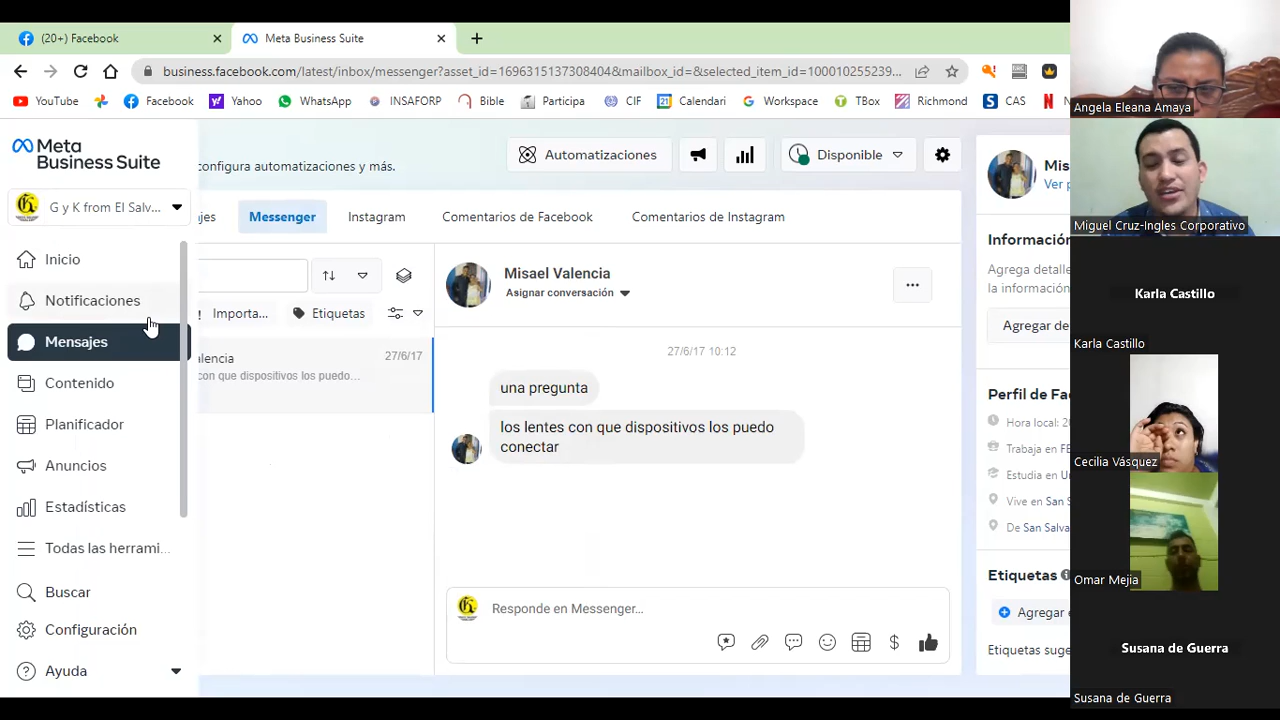 (20+) Facebook
Meta Business Suite
business.facebook.com/latest/inbox/messenger?asset_id=1696315137308404&mailbox_id=&selected_item_id=100010255239...
YouTube
Facebook
Yahoo
WhatsApp
INSAFORP
Bible
Participa
CIF
Calendari
Workspace
TBox
Richmond
CAS
Meta
Business Suite
G y K from El Salv...
Inicio
Notificaciones
Mensajes
Contenido
Planificador
Anuncios
Estadísticas
Todas las herrami...
Buscar
Configuración
Ayuda
configura automatizaciones y más.
Automatizaciones
Disponible
jes
Messenger
Instagram
Comentarios de Facebook
Comentarios de Instagram
Importa...
Etiquetas
alencia
27/6/17
con que dispositivos los puedo...
Misael Valencia
Asignar conversación
27/6/17 10:12
una pregunta
los lentes con que dispositivos los puedo
conectar
Responde en Messenger...
Mis
Ver p
Informació
Agrega detalle
la información
Agregar de
Perfil de Fa
Hora local: 2
Trabaja en FE
Estudia en U
Vive en San S
De San Salva
Etiquetas
Agregar e
Etiquetas suge
Angela Eleana Amaya
Miguel Cruz-Ingles Corporativo
Karla Castillo
Karla Castillo
Cecilia Vásquez
Omar Mejia
Susana de Guerra
Susana de Guerra